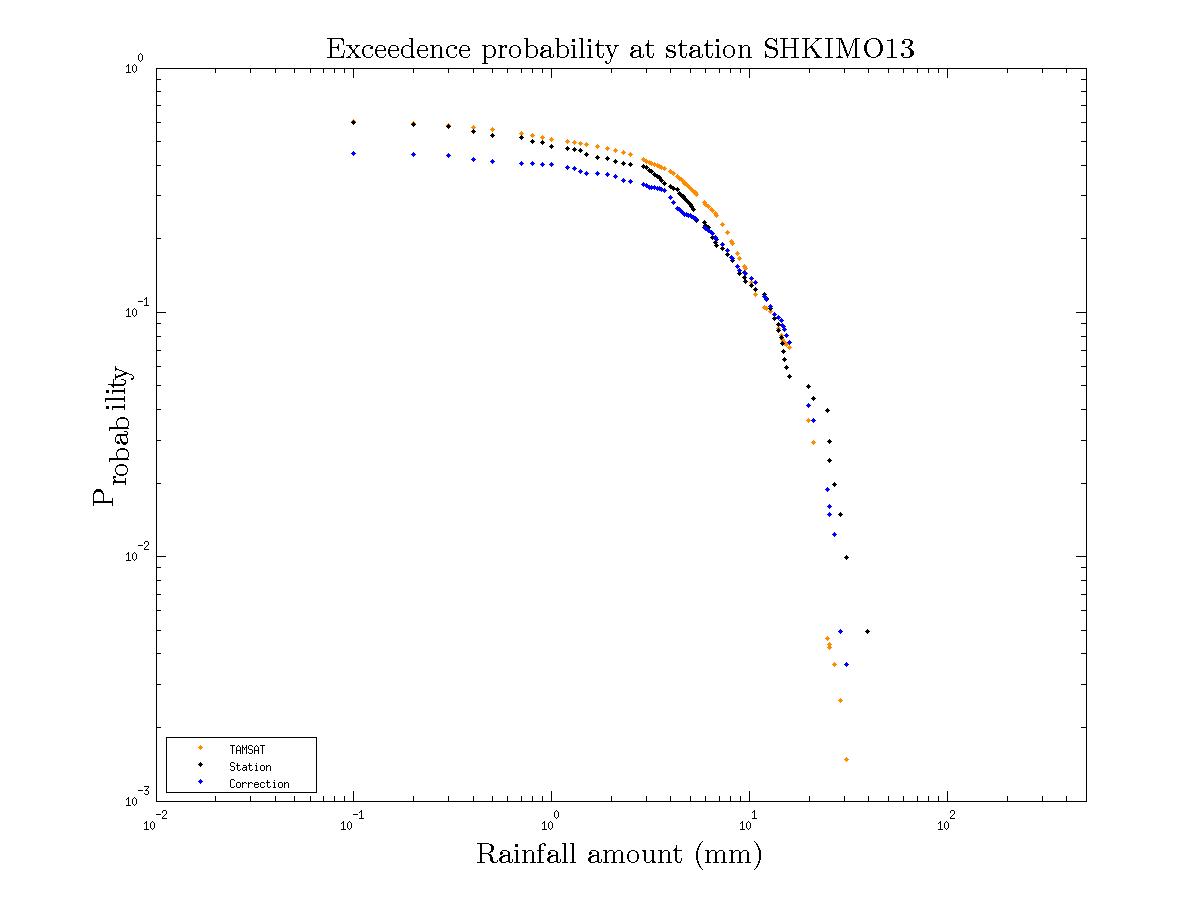 Exceedence probability at station SHKIMO13
10^0
10^-1
10^-2
10^-3
Probability
TAMSAT
Station
Correction
10^-2 10^-1 10^0 10^1 10^2
Rainfall amount (mm)